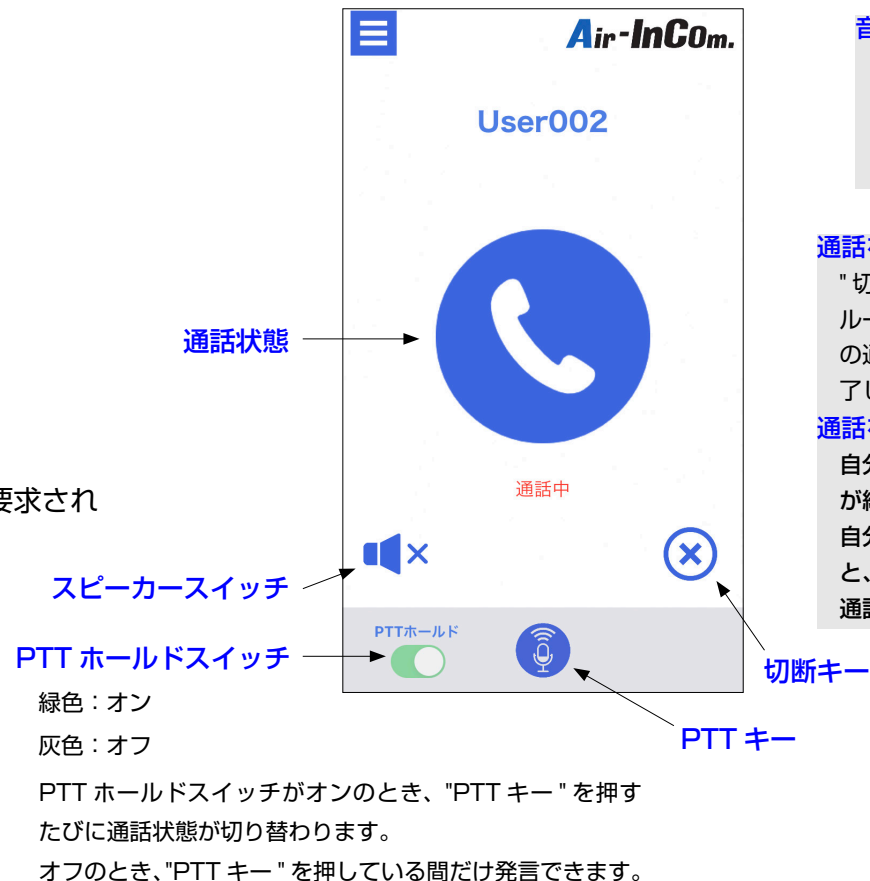 Air-InCom.
User002
通話状態
通話中
要求され
スピーカースイッチ
PTTホールド
PTT ホールドスイッチ
切断キー
緑色：オン
灰色：オフ
PTT キー
PTT ホールドスイッチがオンのとき、"PTT キー " を押す
たびに通話状態が切り替わります。
オフのとき、"PTT キー " を押している間だけ発言できます。
音
通話
" 切
ルー
の通
了し
通話
自分
が終
自分
と、
通話